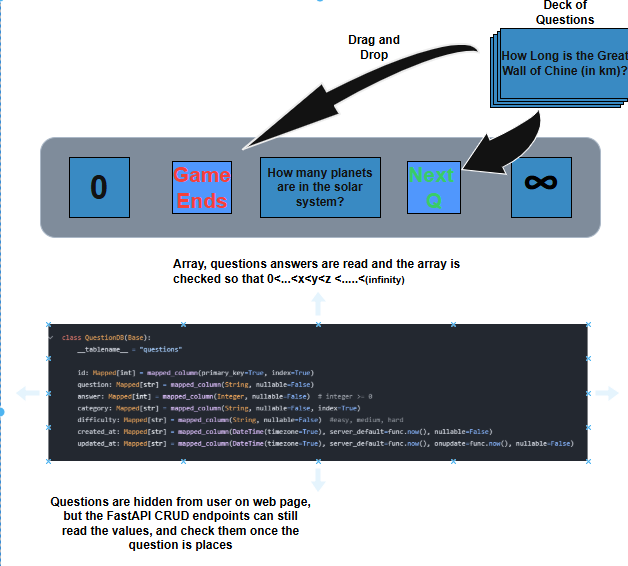 Deck of
Questions
Drag and
Drop
How Long is the Great
Wall of Chine (in km)?
0
Game
Ends
How many planets
are in the solar
system?
Next
Q
∞
Array, questions answers are read and the array is
checked so that 0<...<x<y<z <.....<(infinity)
class QuestionDB(Base):
__tablename__ = "questions"
id: Mapped[int] = mapped_column(primary_key=True, index=True)
question: Mapped[str] = mapped_column(String, nullable=False)
answer: Mapped[int] = mapped_column(Integer, nullable=False) # integer >= 0
category: Mapped[str] = mapped_column(String, nullable=False, index=True)
difficulty: Mapped[str] = mapped_column(String, nullable=False) #easy, medium, hard
created_at: Mapped[str] = mapped_column(DateTime(timezone=True), server_default=func.now(), nullable=False)
updated_at: Mapped[str] = mapped_column(DateTime(timezone=True), server_default=func.now(), onupdate=func.now(), nullable=False)
Questions are hidden from user on web page,
but the FastAPI CRUD endpoints can still
read the values, and check them once the
question is places